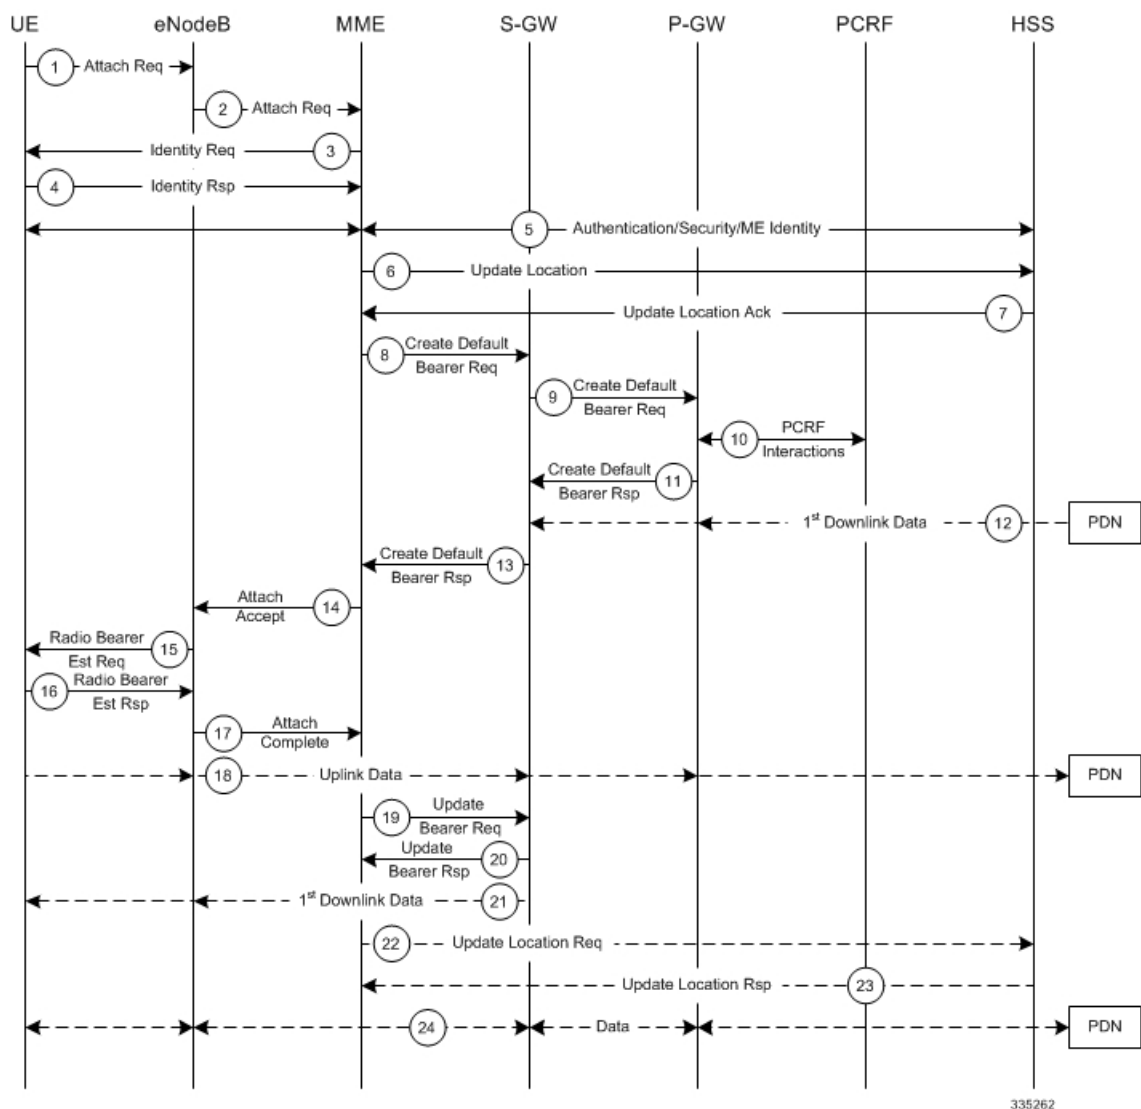 UE eNodeB MME S-GW P-GW PCRF HSS
1 Attach Req
2 Attach Req
Identity Req 3
4 Identity Rsp
5 Authentication/Security/ME Identity
6 Update Location
Update Location Ack 7
8 Create Default
Bearer Req
9 Create Default
Bearer Req
10 PCRF
Interactions
Create Default 11
Bearer Rsp
1st Downlink Data 12 PDN
Create Default 13
Bearer Rsp
Attach 14
Accept
Radio Bearer 15
Est Req
16 Radio Bearer
Est Rsp
17 Attach
Complete
18 Uplink Data PDN
19 Update
Bearer Req
Update 20
Bearer Rsp
1st Downlink Data 21
22 Update Location Req
Update Location Rsp 23
24 Data PDN
335262